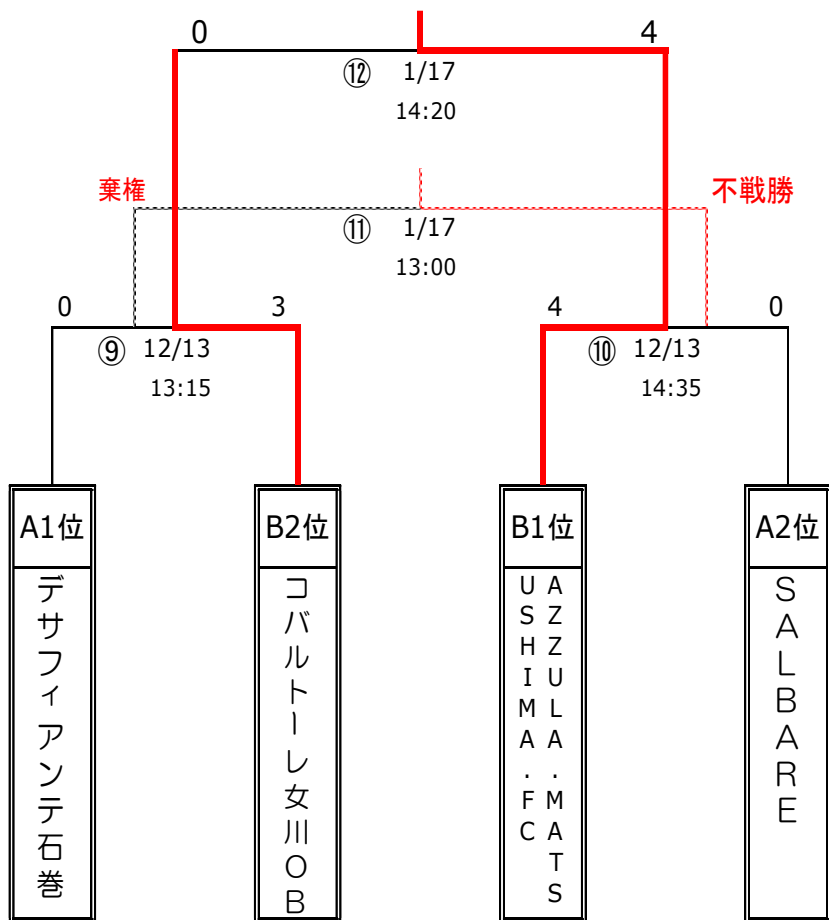 0
4
⑫ 1/17
14:20
棄権
不戦勝
⑪ 1/17
13:00
0
3
4
0
⑨ 12/13
13:15
⑩ 12/13
14:35
A1位
B2位
B1位
A2位
デサフィアンテ石巻
コバルトーレ女川OB
AZZULA.MATS
USHIMA.FC
SALBARE